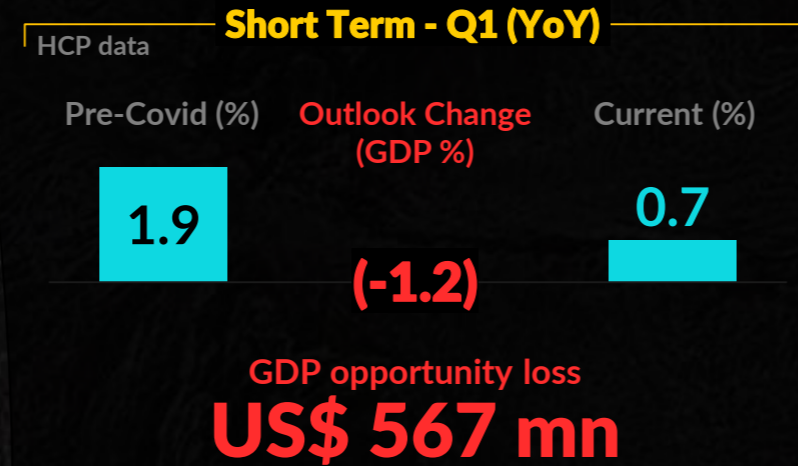 Short Term - Q1 (YoY)
HCP data
Pre-Covid (%)
Outlook Change
(GDP %)
Current (%)
1.9
0.7
(-1.2)
GDP opportunity loss
US$ 567 mn